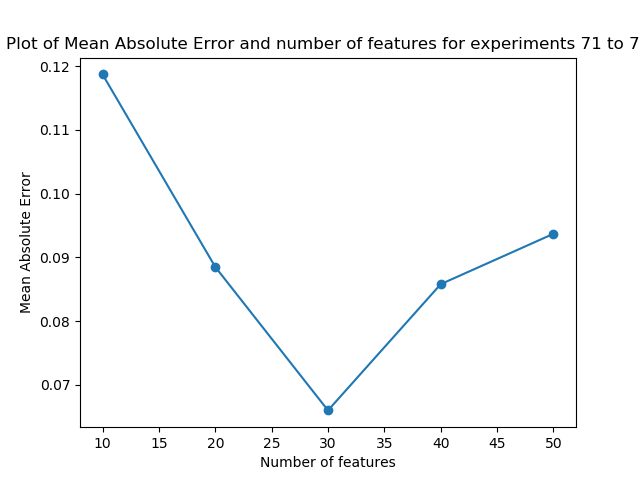 Plot of Mean Absolute Error and number of features for experiments 71 to 7
0.12
0.11
0.10
0.09
0.08
0.07
Mean Absolute Error
10 15 20 25 30 35 40 45 50
Number of features